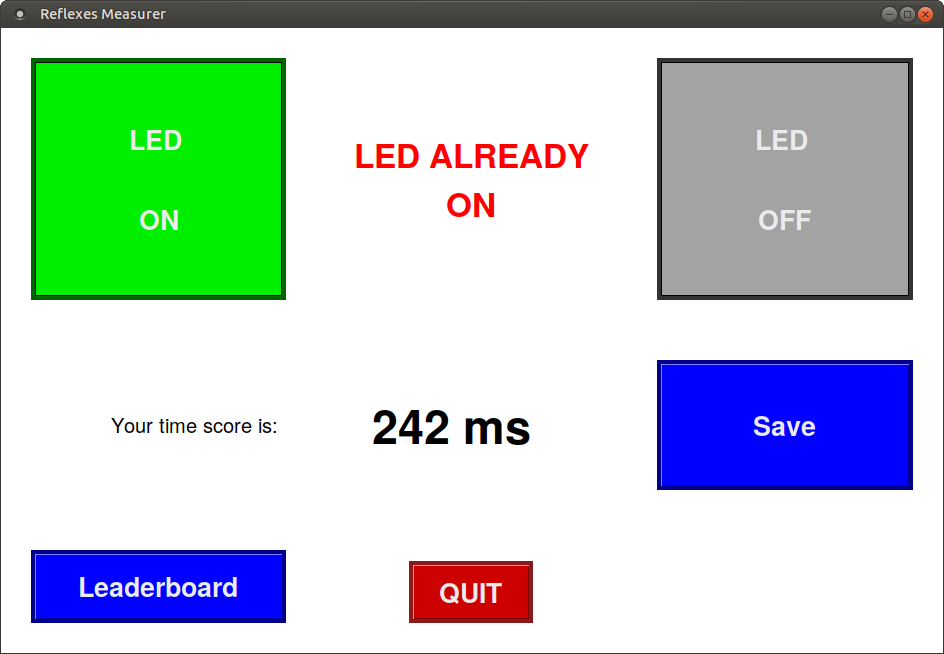 Reflexes Measurer
LED
ON
LED ALREADY
ON
LED
OFF
Your time score is:
242 ms
Save
Leaderboard
QUIT